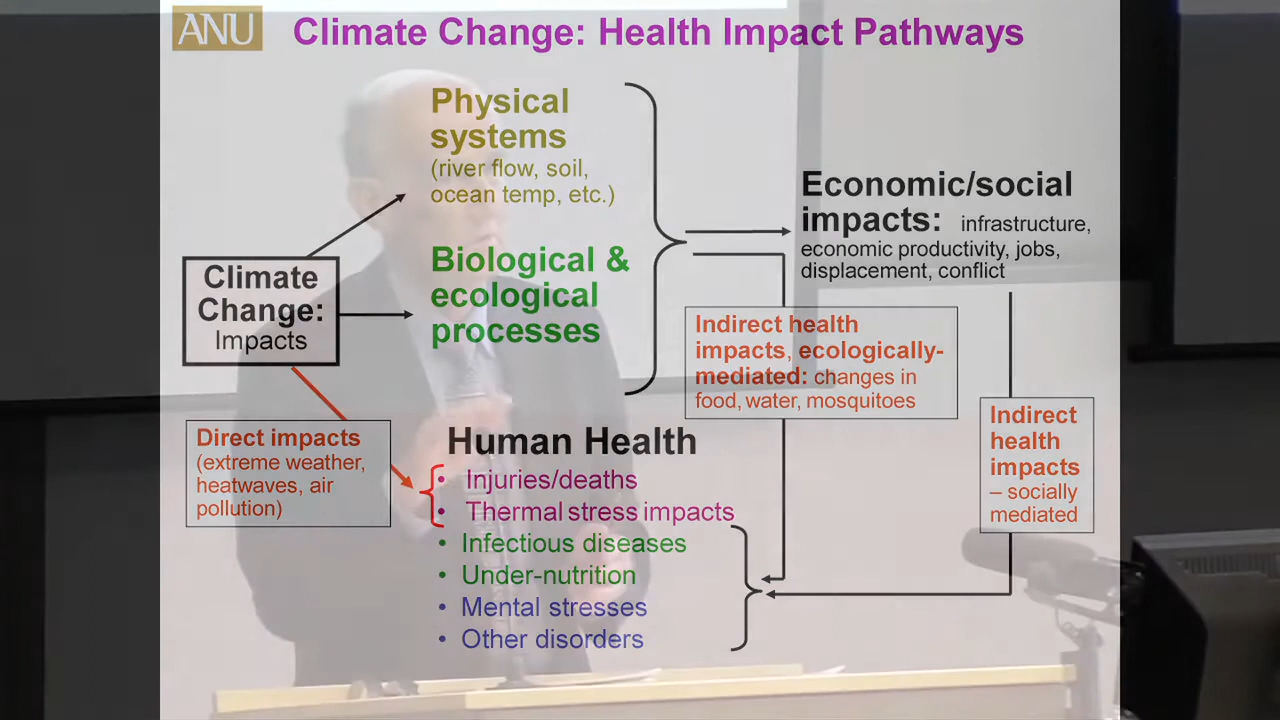 ANU
Climate Change: Health Impact Pathways
Physical
systems
(river flow, soil,
ocean temp, etc.)
Economic/social
impacts: infrastructure,
economic productivity, jobs,
displacement, conflict
Biological &
ecological
processes
Climate
Change:
Impacts
Indirect health
impacts, ecologically-
mediated: changes in
food, water, mosquitoes
Indirect
health
impacts
– socially
mediated
Direct impacts
(extreme weather,
heatwaves, air
pollution)
Human Health
• Injuries/deaths
• Thermal stress impacts
• Infectious diseases
• Under-nutrition
• Mental stresses
• Other disorders